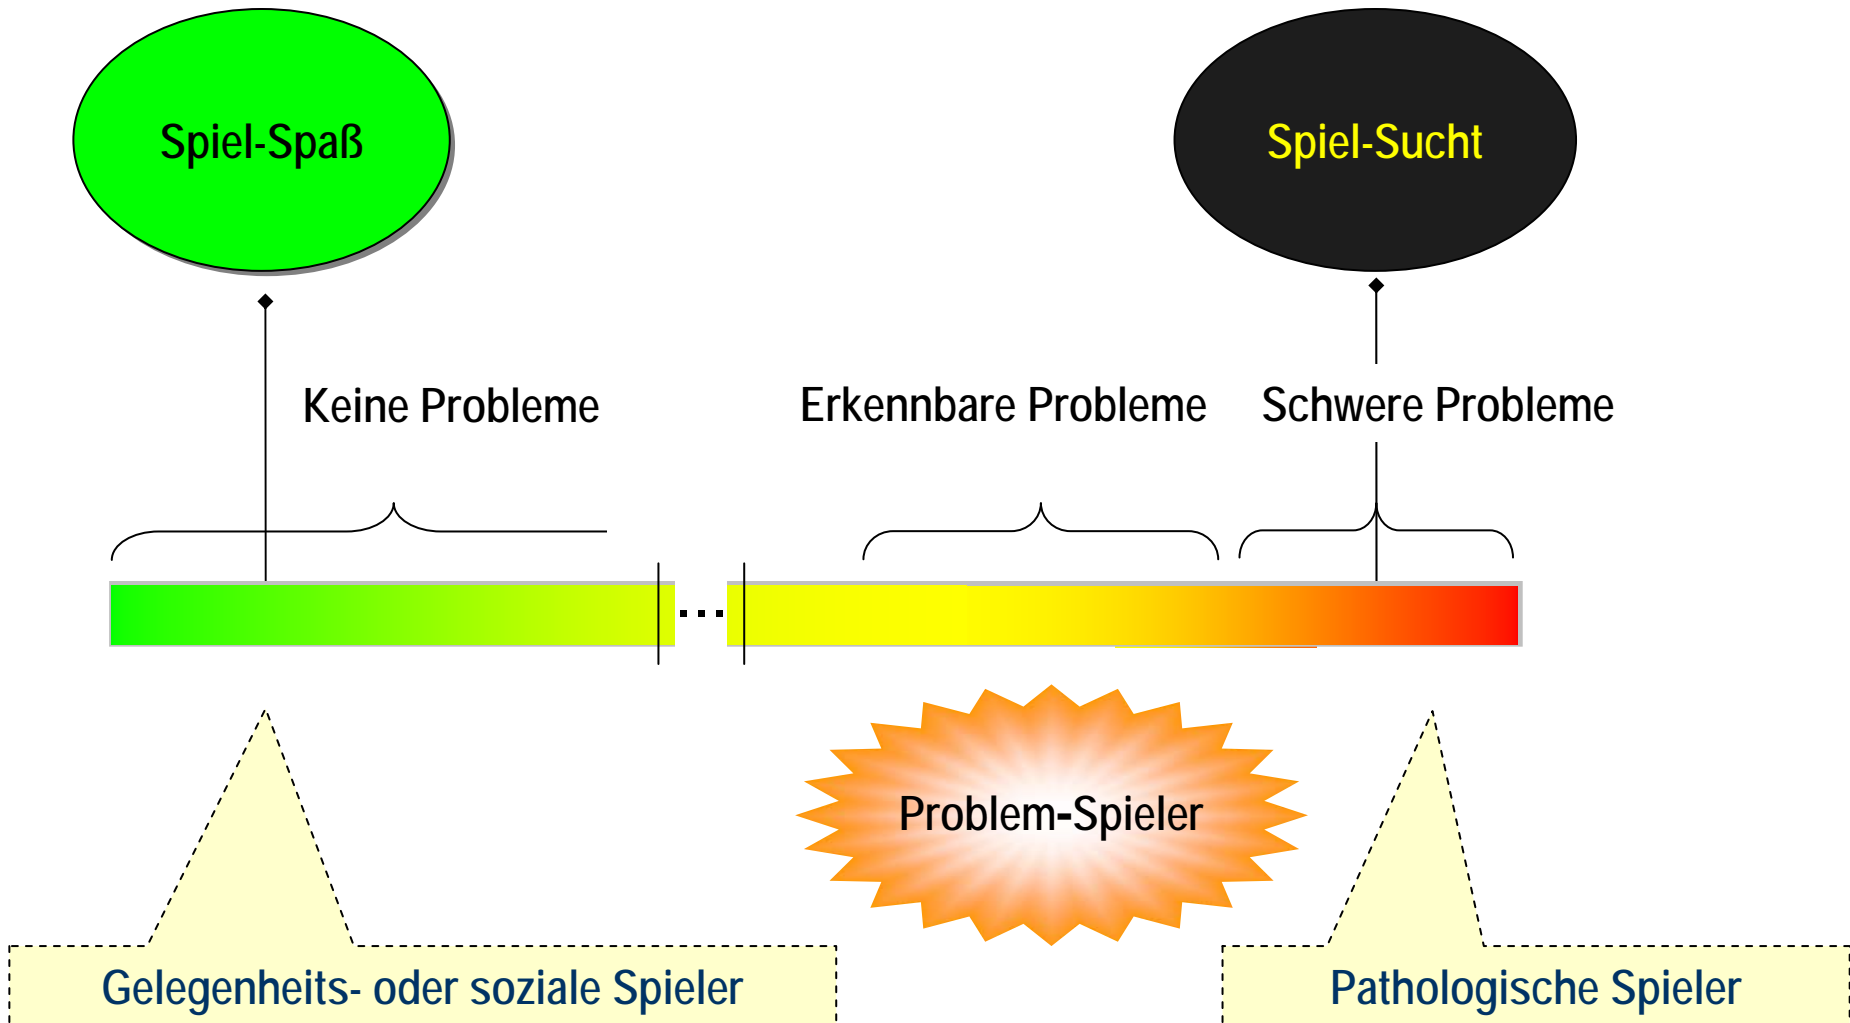 Spiel-Spaß
Spiel-Sucht
Keine Probleme
Erkennbare Probleme
Schwere Probleme
Problem-Spieler
Gelegenheits- oder soziale Spieler
Pathologische Spieler